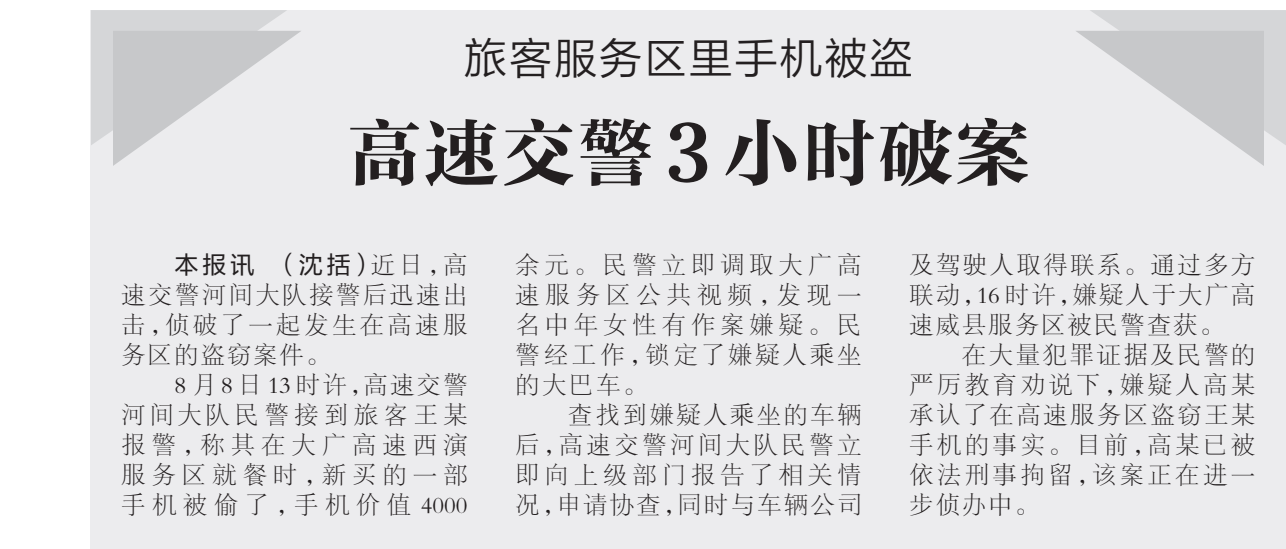 旅客服务区里手机被盗
高速交警3小时破案
本报讯 （沈括）近日，高
速交警河间大队接警后迅速出
击，侦破了一起发生在高速服
务区的盗窃案件。
8月8日13时许，高速交警
河间大队民警接到旅客王某
报警，称其在大广高速西演
服务区就餐时，新买的一部
手机被偷了，手机价值4000
余元。民警立即调取大广高
速服务区公共视频，发现一
名中年女性有作案嫌疑。民
警经工作，锁定了嫌疑人乘坐
的大巴车。
查找到嫌疑人乘坐的车辆
后，高速交警河间大队民警立
即向上级部门报告了相关情
况，申请协查，同时与车辆公司
及驾驶人取得联系。通过多方
联动，16时许，嫌疑人于大广高
速威县服务区被民警查获。
在大量犯罪证据及民警的
严厉教育劝说下，嫌疑人高某
承认了在高速服务区盗窃王某
手机的事实。目前，高某已被
依法刑事拘留，该案正在进一
步侦办中。